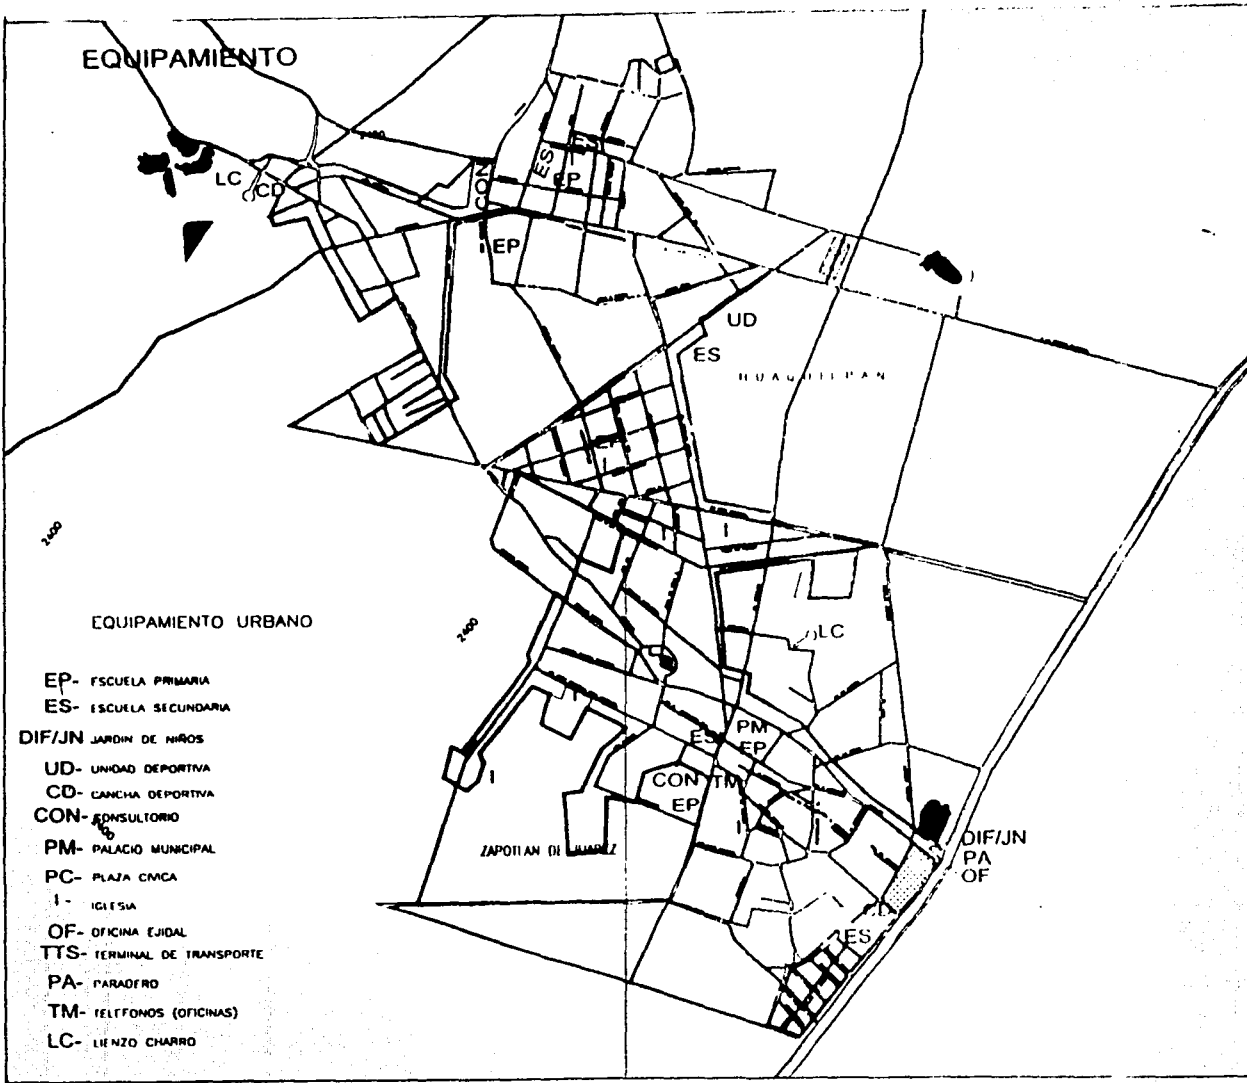 EQUIPAMIENTO
2400
LC
CD
CON
ES
EP
I
EP
UD
ES
HUAQUILPAN
2400
I
I
I
EQUIPAMIENTO URBANO
2400
LC
EP- ESCUELA PRIMARIA
ES- ESCUELA SECUNDARIA
DIF/JN JARDIN DE NIÑOS
UD- UNIDAD DEPORTIVA
CD- CANCHA DEPORTIVA
CON- CONSULTORIO
PM- PALACIO MUNICIPAL
PC- PLAZA CIVICA
I- IGLESIA
OF- OFICINA EJIDAL
TTS- TERMINAL DE TRANSPORTE
PA- PARADERO
TM- TELEFONOS (OFICINAS)
LC- LIENZO CHARRO
ES
PM
EP
I
CON
TM
EP
I
ZAPOTLAN DE JUAREZ
DIF/JN
PA
OF
ES